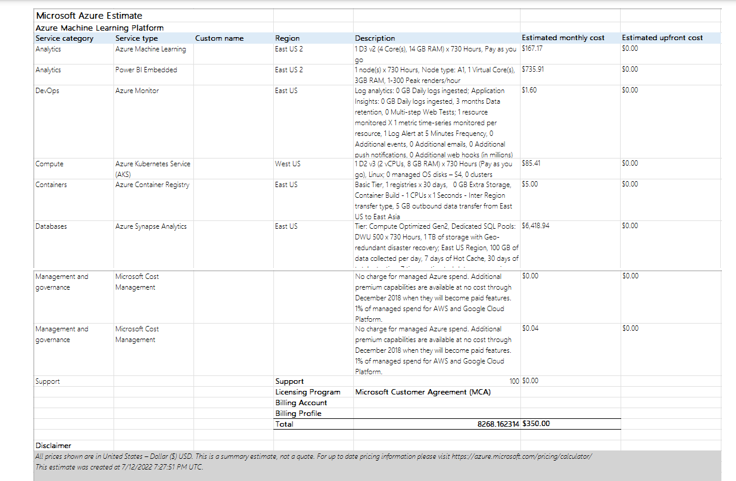 Microsoft Azure Estimate
Azure Machine Learning Platform
Service category Service type Custom name Region Description Estimated monthly cost Estimated upfront cost
Analytics Azure Machine Learning East US 2 1 D3 v2 (4 Core(s), 14 GB RAM) x 730 Hours, Pay as you $167.17 $0.00
go
Analytics Power BI Embedded East US 2 1 node(s) x 730 Hours, Node type: A1, 1 Virtual Core(s), $735.91 $0.00
3GB RAM, 1-300 Peak renders/hour
DevOps Azure Monitor East US Log analytics: 0 GB Daily logs ingested; Application $1.60 $0.00
Insights: 0 GB Daily logs ingested, 3 months Data
retention, 0 Multi-step Web Tests; 1 resource
monitored X 1 metric time-series monitored per
resource, 1 Log Alert at 5 Minutes Frequency, 0
Additional events, 0 Additional emails, 0 Additional
push notifications, 0 Additional web hooks (in millions)
Compute Azure Kubernetes Service West US 1 D2 v3 (2 vCPUs, 8 GB RAM) x 730 Hours (Pay as you $85.41 $0.00
(AKS) go), Linux; 0 managed OS disks – S4, 0 clusters
Containers Azure Container Registry East US Basic Tier, 1 registries x 30 days, 0 GB Extra Storage, $5.00 $0.00
Container Build - 1 CPUs x 1 Seconds - Inter Region
transfer type, 5 GB outbound data transfer from East
US to East Asia
Databases Azure Synapse Analytics East US Tier: Compute Optimized Gen2, Dedicated SQL Pools: $6,418.94 $0.00
DWU 500 x 730 Hours, 1 TB of storage with Geo-
redundant disaster recovery; East US Region, 100 GB of
data collected per day, 7 days of Hot Cache, 30 days of
Management and Microsoft Cost No charge for managed Azure spend. Additional $0.00 $0.00
governance Management premium capabilities are available at no cost through
December 2018 when they will become paid features.
1% of managed spend for AWS and Google Cloud
Platform.
Management and Microsoft Cost No charge for managed Azure spend. Additional $0.04 $0.00
governance Management premium capabilities are available at no cost through
December 2018 when they will become paid features.
1% of managed spend for AWS and Google Cloud
Platform.
Support Support 100 $0.00
Licensing Program Microsoft Customer Agreement (MCA)
Billing Account
Billing Profile
Total 8268.162314 $350.00
Disclaimer
All prices shown are in United States – Dollar ($) USD. This is a summary estimate, not a quote. For up to date pricing information please visit https://azure.microsoft.com/pricing/calculator/
This estimate was created at 7/12/2022 7:27:51 PM UTC.